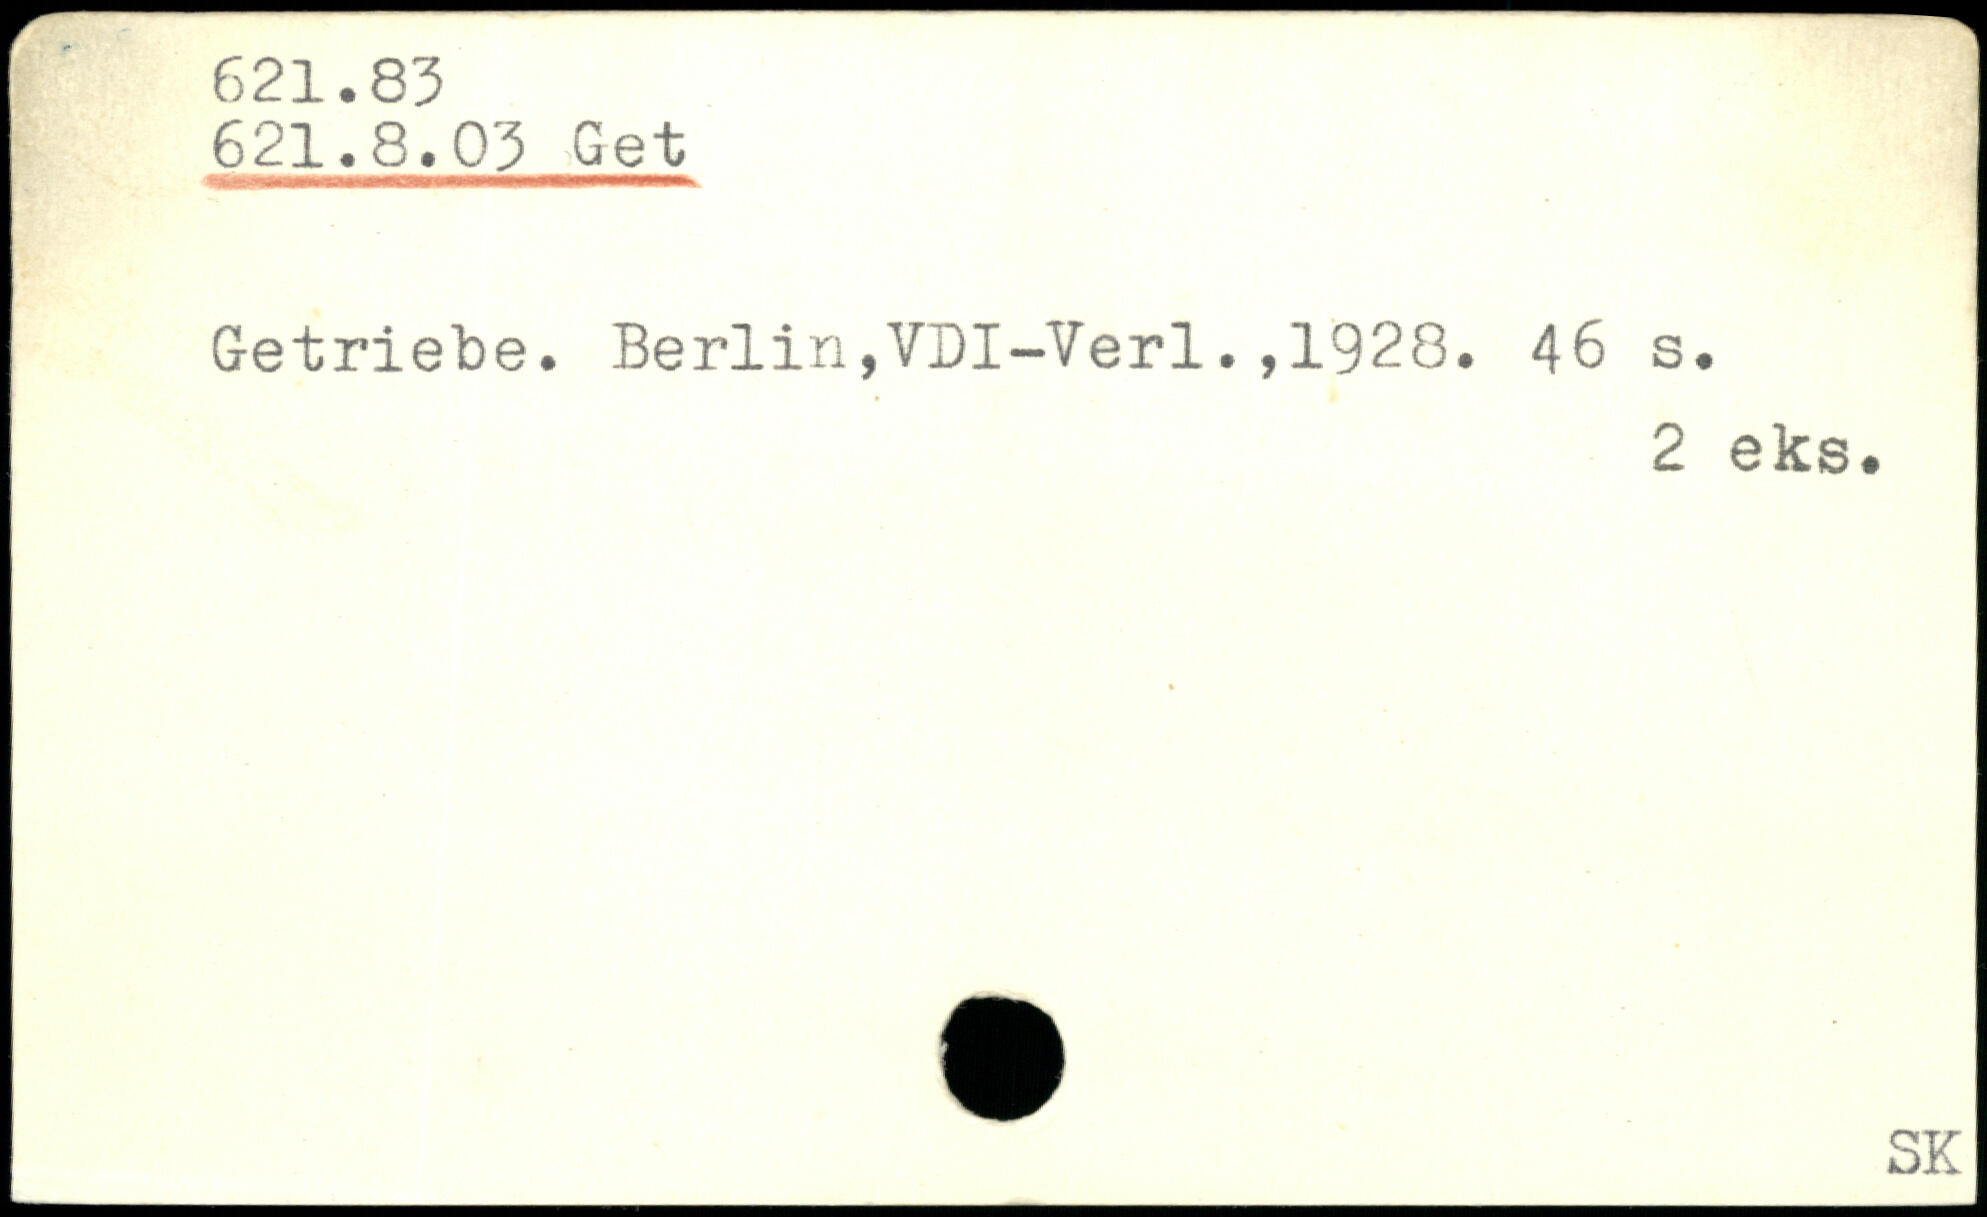 621.83
621.8.03 Get
Getriebe. Berlin,VDI-Verl.,1928. 46 s.
2 eks.
SK